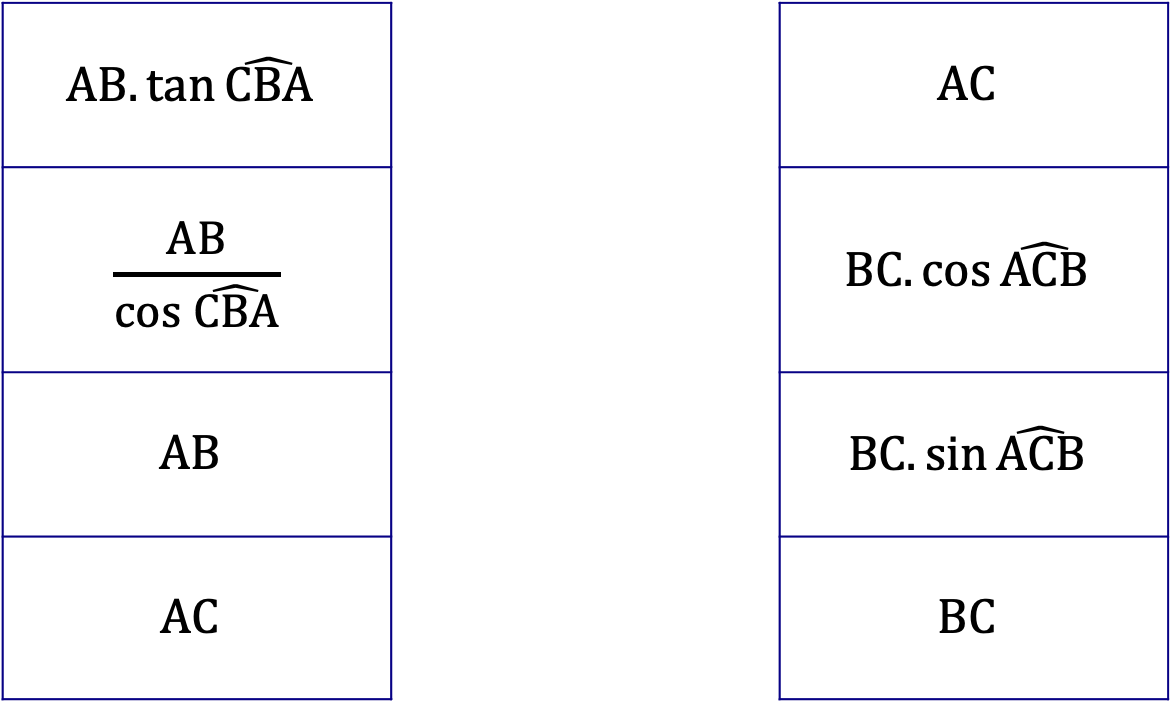 AB. tan CB̂A
AC
AB
cos CB̂A
BC. cos AĈB
AB
BC. sin AĈB
AC
BC